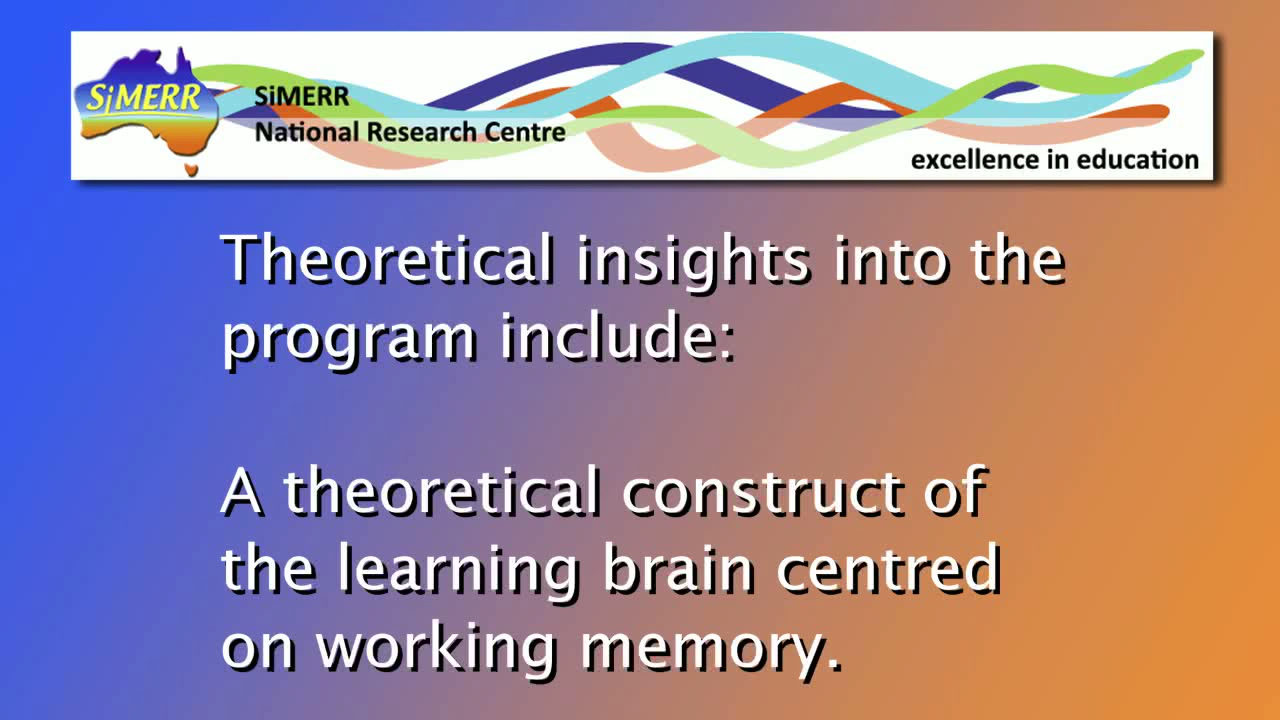 SiMERR
SiMERR
National Research Centre
excellence in education
Theoretical insights into the
program include:
A theoretical construct of
the learning brain centred
on working memory.